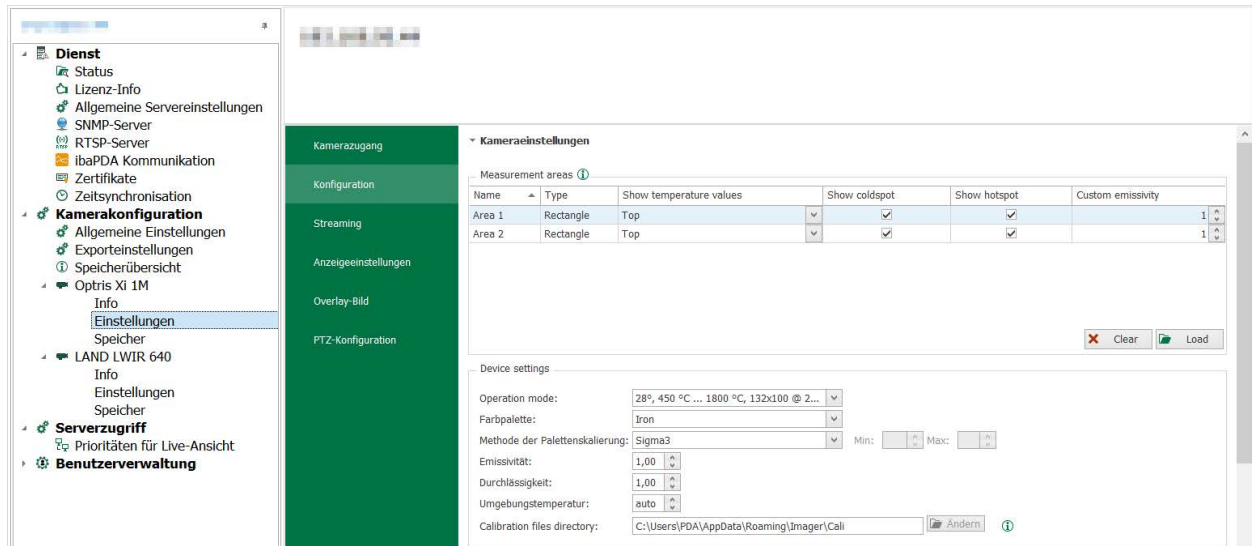 Dienst
Status
Lizenz-Info
Allgemeine Servereinstellungen
SNMP-Server
RTSP-Server
ibaPDA Kommunikation
Zertifikate
Zeitsynchronisation
Kamerakonfiguration
Allgemeine Einstellungen
Exporteinstellungen
Speicherübersicht
Optris Xi 1M
Info
Einstellungen
Speicher
LAND LWIR 640
Info
Einstellungen
Speicher
Serverzugriff
Prioritäten für Live-Ansicht
Benutzerverwaltung
Kamerazugang
Konfiguration
Streaming
Anzeigeeinstellungen
Overlay-Bild
PTZ-Konfiguration
Kameraeinstellungen
Measurement areas
Name Type Show temperature values Show coldspot Show hotspot Custom emissivity
Area 1 Rectangle Top 1
Area 2 Rectangle Top 1
Clear Load
Device settings
Operation mode: 28°, 450 °C ... 1800 °C, 132x100 @ 2...
Farbpalette: Iron
Methode der Palettenskalierung: Sigma3 Min: Max:
Emissivität: 1,00
Durchlässigkeit: 1,00
Umgebungstemperatur: auto
Calibration files directory: C:\Users\PDA\AppData\Roaming\Imager\Cali Ändern